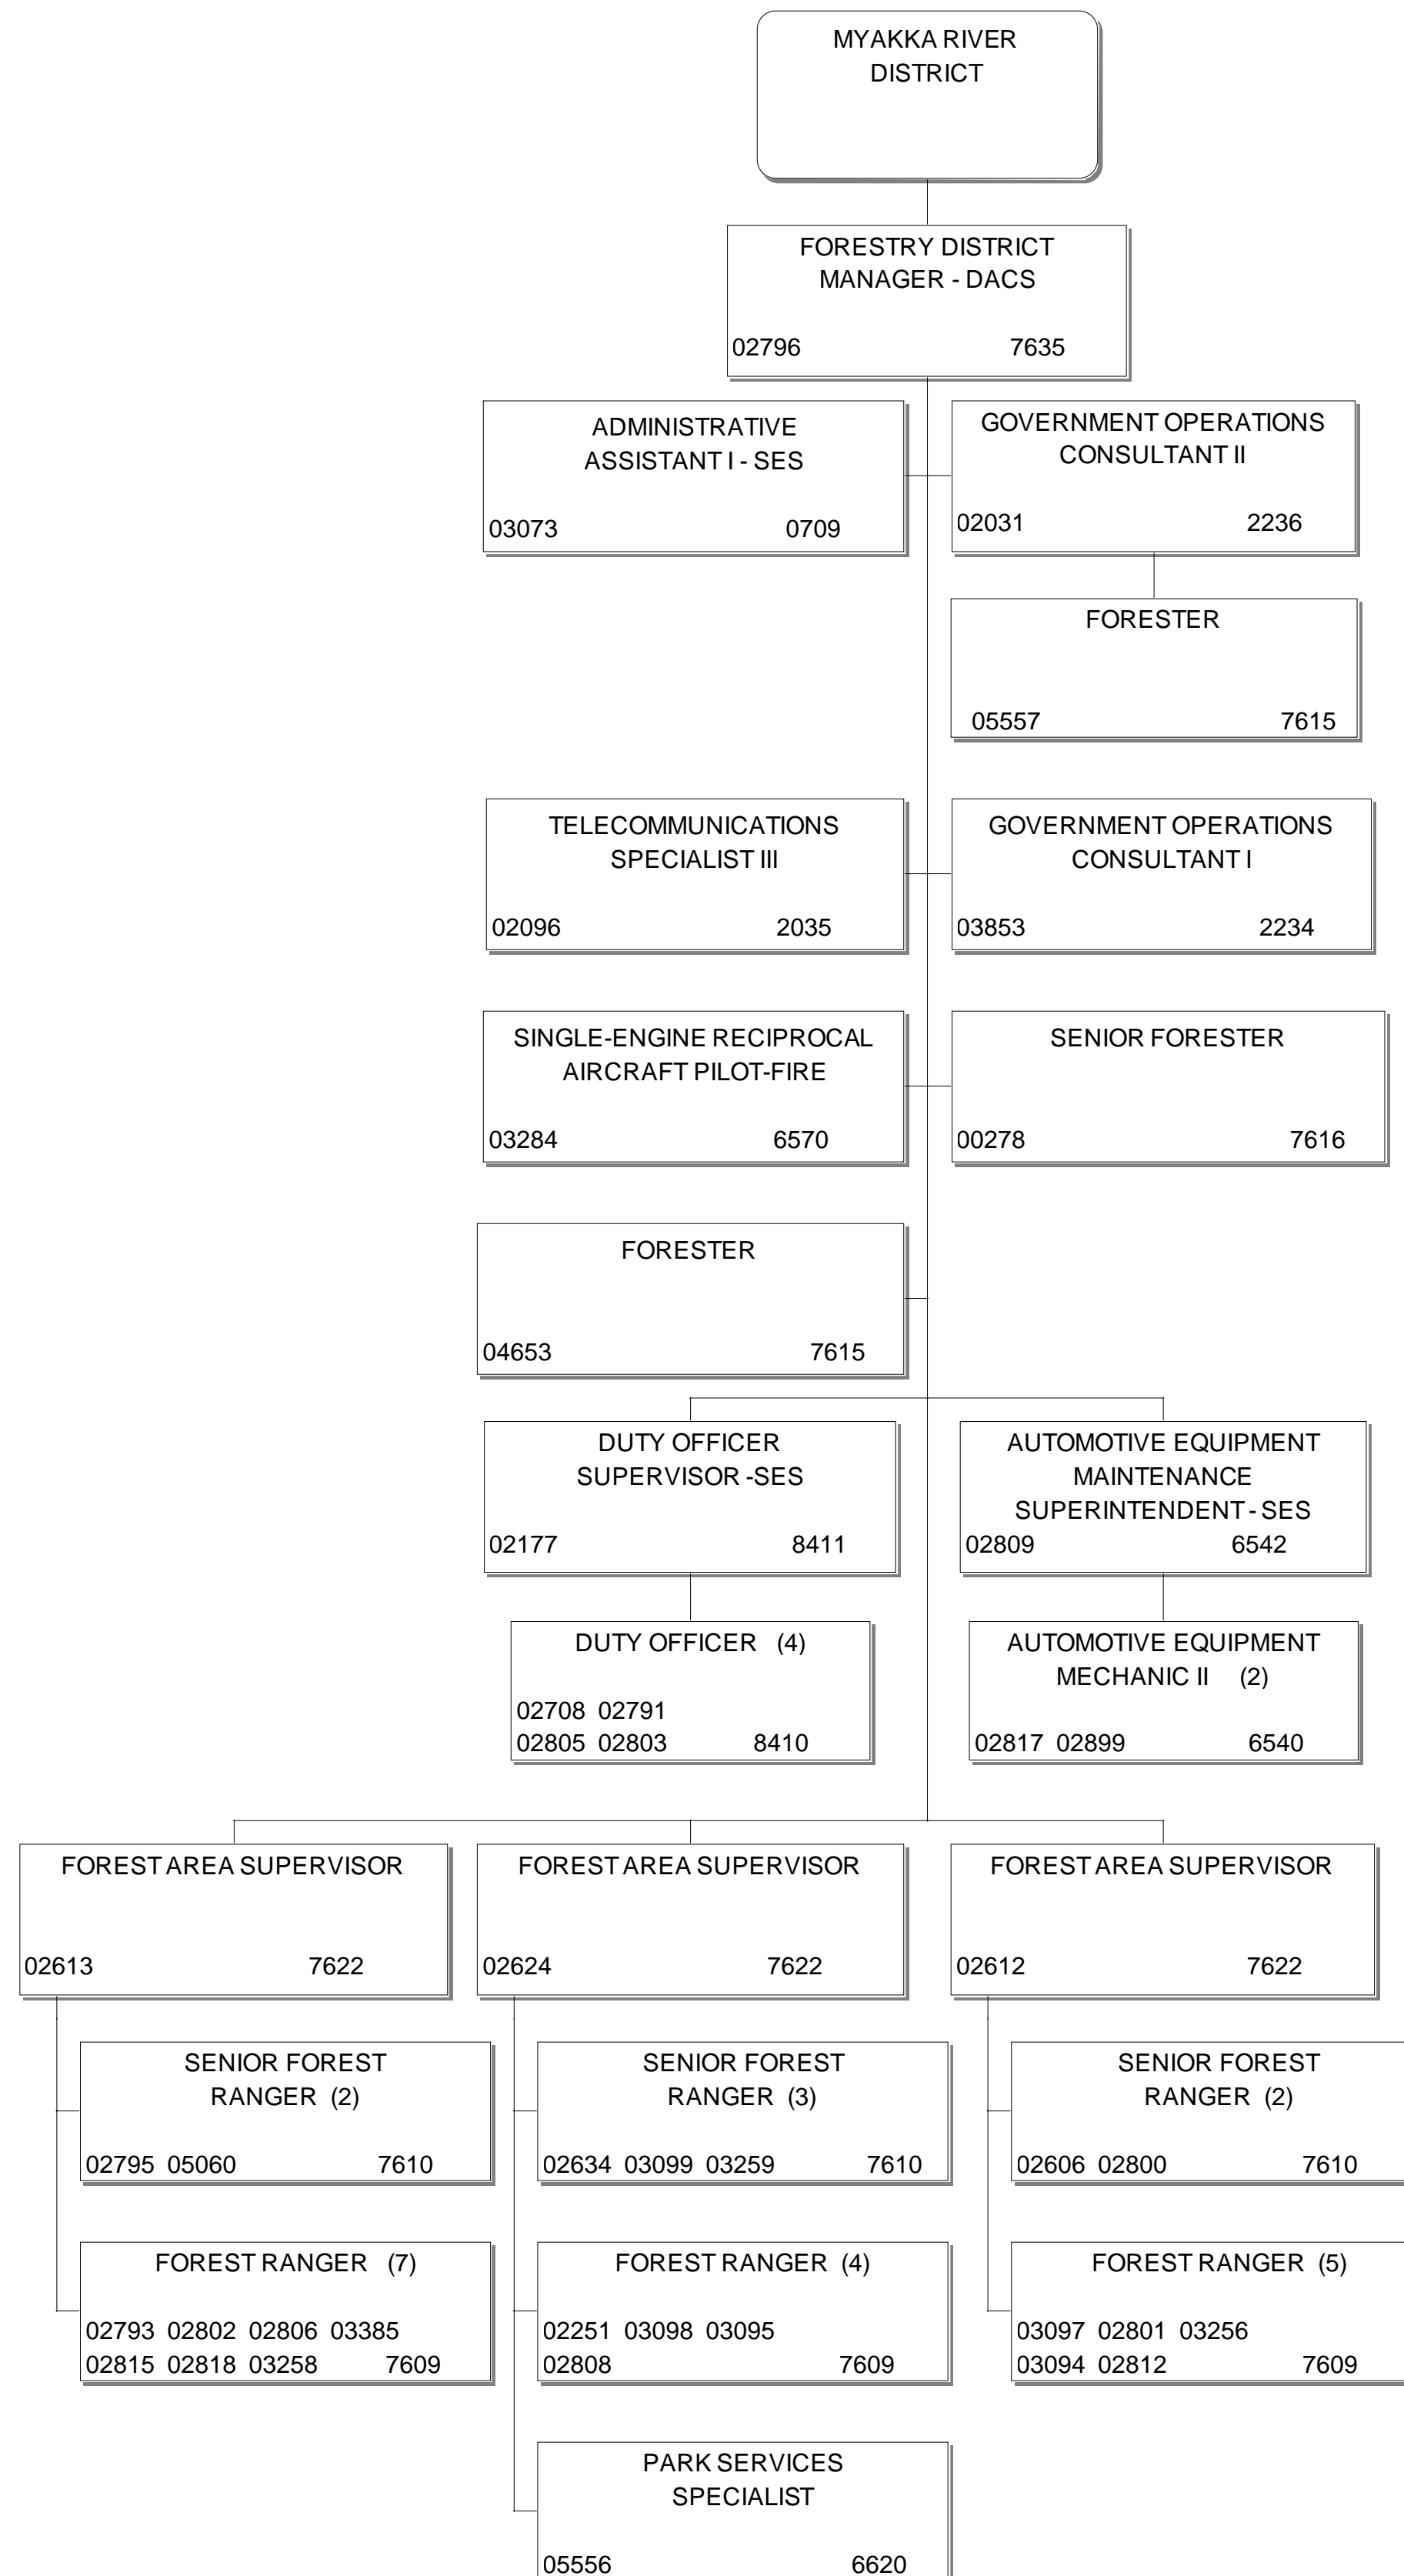 MYAKKA RIVER
DISTRICT
FORESTRY DISTRICT
MANAGER - DACS
02796 7635
ADMINISTRATIVE
ASSISTANT I - SES
03073 0709
GOVERNMENT OPERATIONS
CONSULTANT II
02031 2236
FORESTER
05557 7615
TELECOMMUNICATIONS
SPECIALIST III
02096 2035
GOVERNMENT OPERATIONS
CONSULTANT I
03853 2234
SINGLE-ENGINE RECIPROCAL
AIRCRAFT PILOT-FIRE
03284 6570
SENIOR FORESTER
00278 7616
FORESTER
04653 7615
DUTY OFFICER
SUPERVISOR -SES
02177 8411
AUTOMOTIVE EQUIPMENT
MAINTENANCE
SUPERINTENDENT - SES
02809 6542
DUTY OFFICER (4)
02708 02791
02805 02803 8410
AUTOMOTIVE EQUIPMENT
MECHANIC II (2)
02817 02899 6540
FOREST AREA SUPERVISOR
02613 7622
FOREST AREA SUPERVISOR
02624 7622
FOREST AREA SUPERVISOR
02612 7622
SENIOR FOREST
RANGER (2)
02795 05060 7610
SENIOR FOREST
RANGER (3)
02634 03099 03259 7610
SENIOR FOREST
RANGER (2)
02606 02800 7610
FOREST RANGER (7)
02793 02802 02806 03385
02815 02818 03258 7609
FOREST RANGER (4)
02251 03098 03095
02808 7609
FOREST RANGER (5)
03097 02801 03256
03094 02812 7609
PARK SERVICES
SPECIALIST
05556 6620